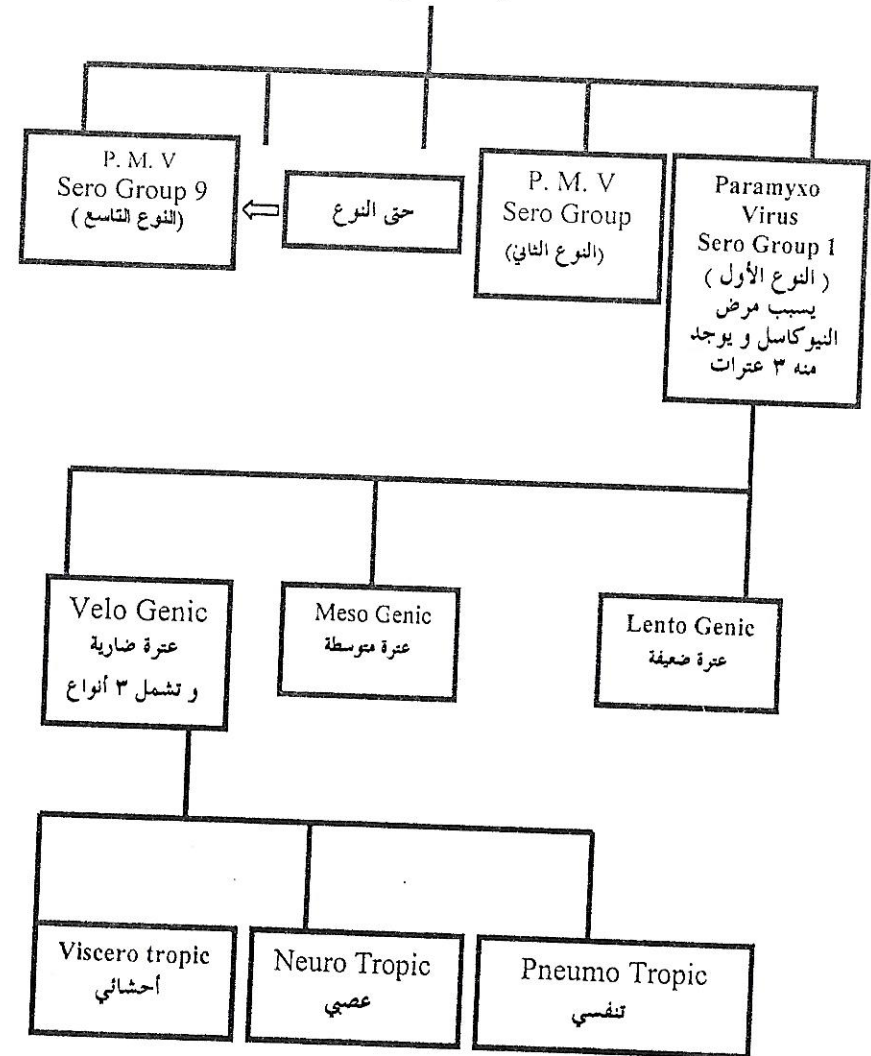 Paramyxo
Virus
Sero Group 1
( النوع الأول )
يسبب مرض
النيوكاسل و يوجد
منه ٣ عترات
P. M. V
Sero Group
(النوع الثاني)
حتى النوع
P. M. V
Sero Group 9
(النوع التاسع )
Lento Genic
عترة ضعيفة
Meso Genic
عترة متوسطة
Velo Genic
عترة ضارية
و تشمل ٣ أنواع
Pneumo Tropic
تنفسي
Neuro Tropic
عصبي
Viscero tropic
أحشائي